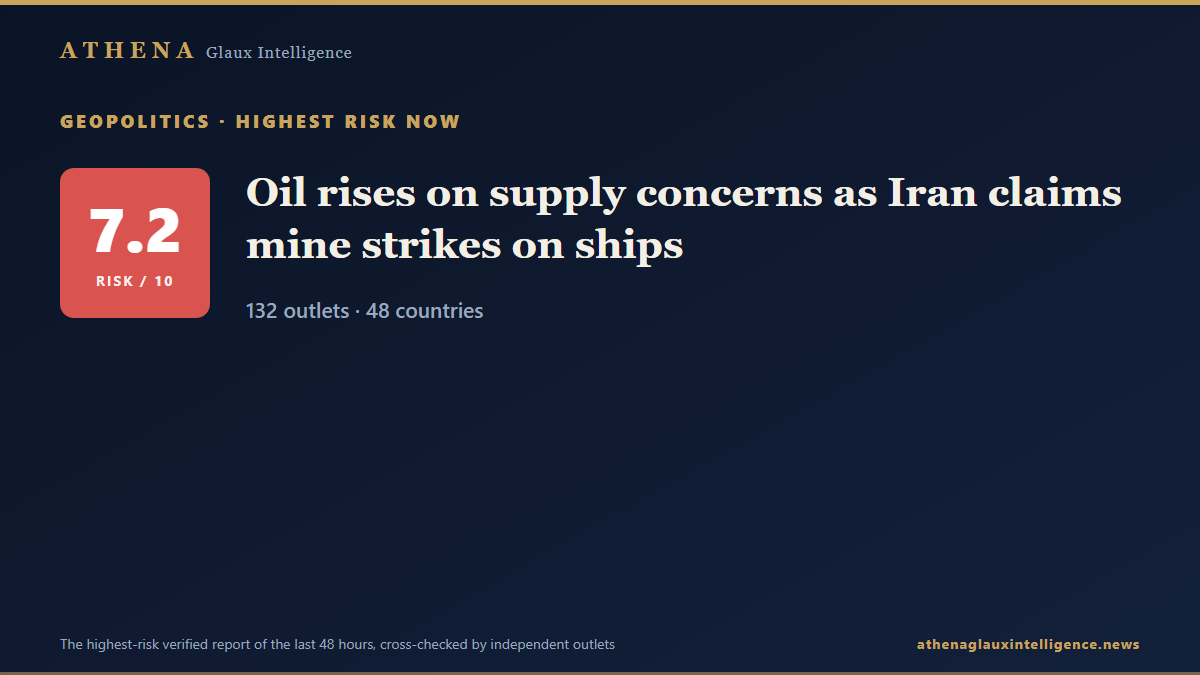 ATHENA Glaux Intelligence
GEOPOLITICS · HIGHEST RISK NOW
7.2
RISK / 10
Oil rises on supply concerns as Iran claims
mine strikes on ships
132 outlets · 48 countries
The highest-risk verified report of the last 48 hours, cross-checked by independent outlets
athenaglauxintelligence.news